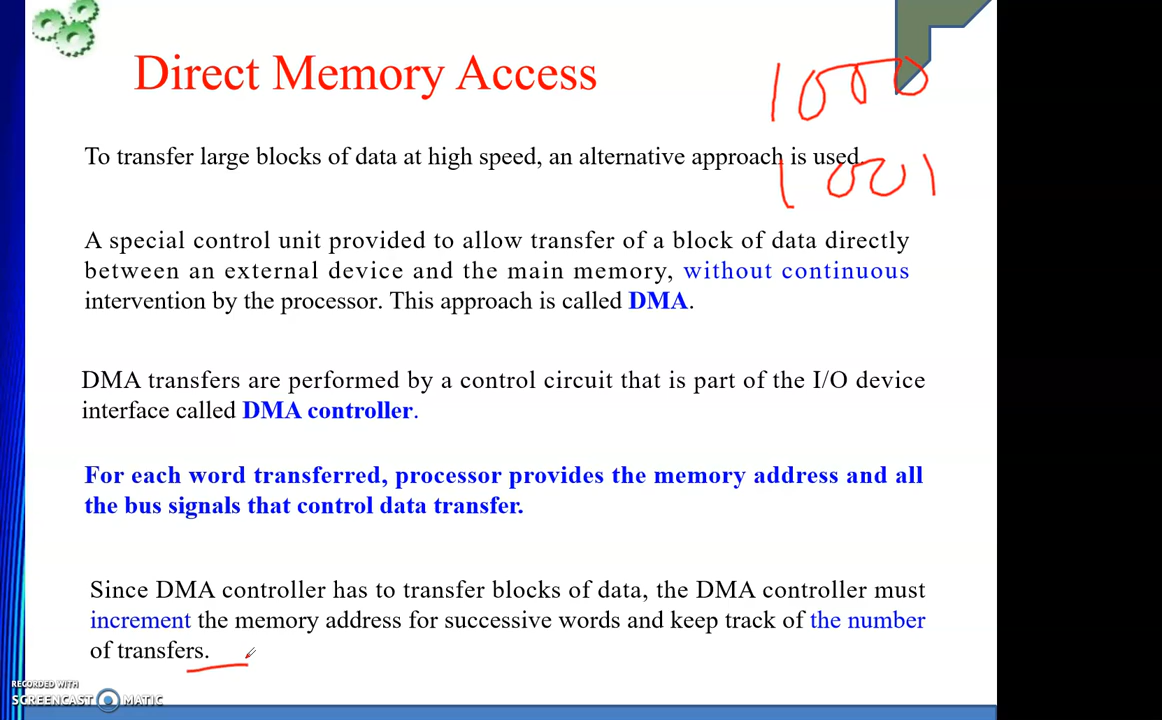 Direct Memory Access
1000
To transfer large blocks of data at high speed, an alternative approach is used.
1001
A special control unit provided to allow transfer of a block of data directly
between an external device and the main memory, without continuous
intervention by the processor. This approach is called DMA.
DMA transfers are performed by a control circuit that is part of the I/O device
interface called DMA controller.
For each word transferred, processor provides the memory address and all
the bus signals that control data transfer.
Since DMA controller has to transfer blocks of data, the DMA controller must
increment the memory address for successive words and keep track of the number
of transfers.
RECORDED WITH
SCREENCAST MATIC